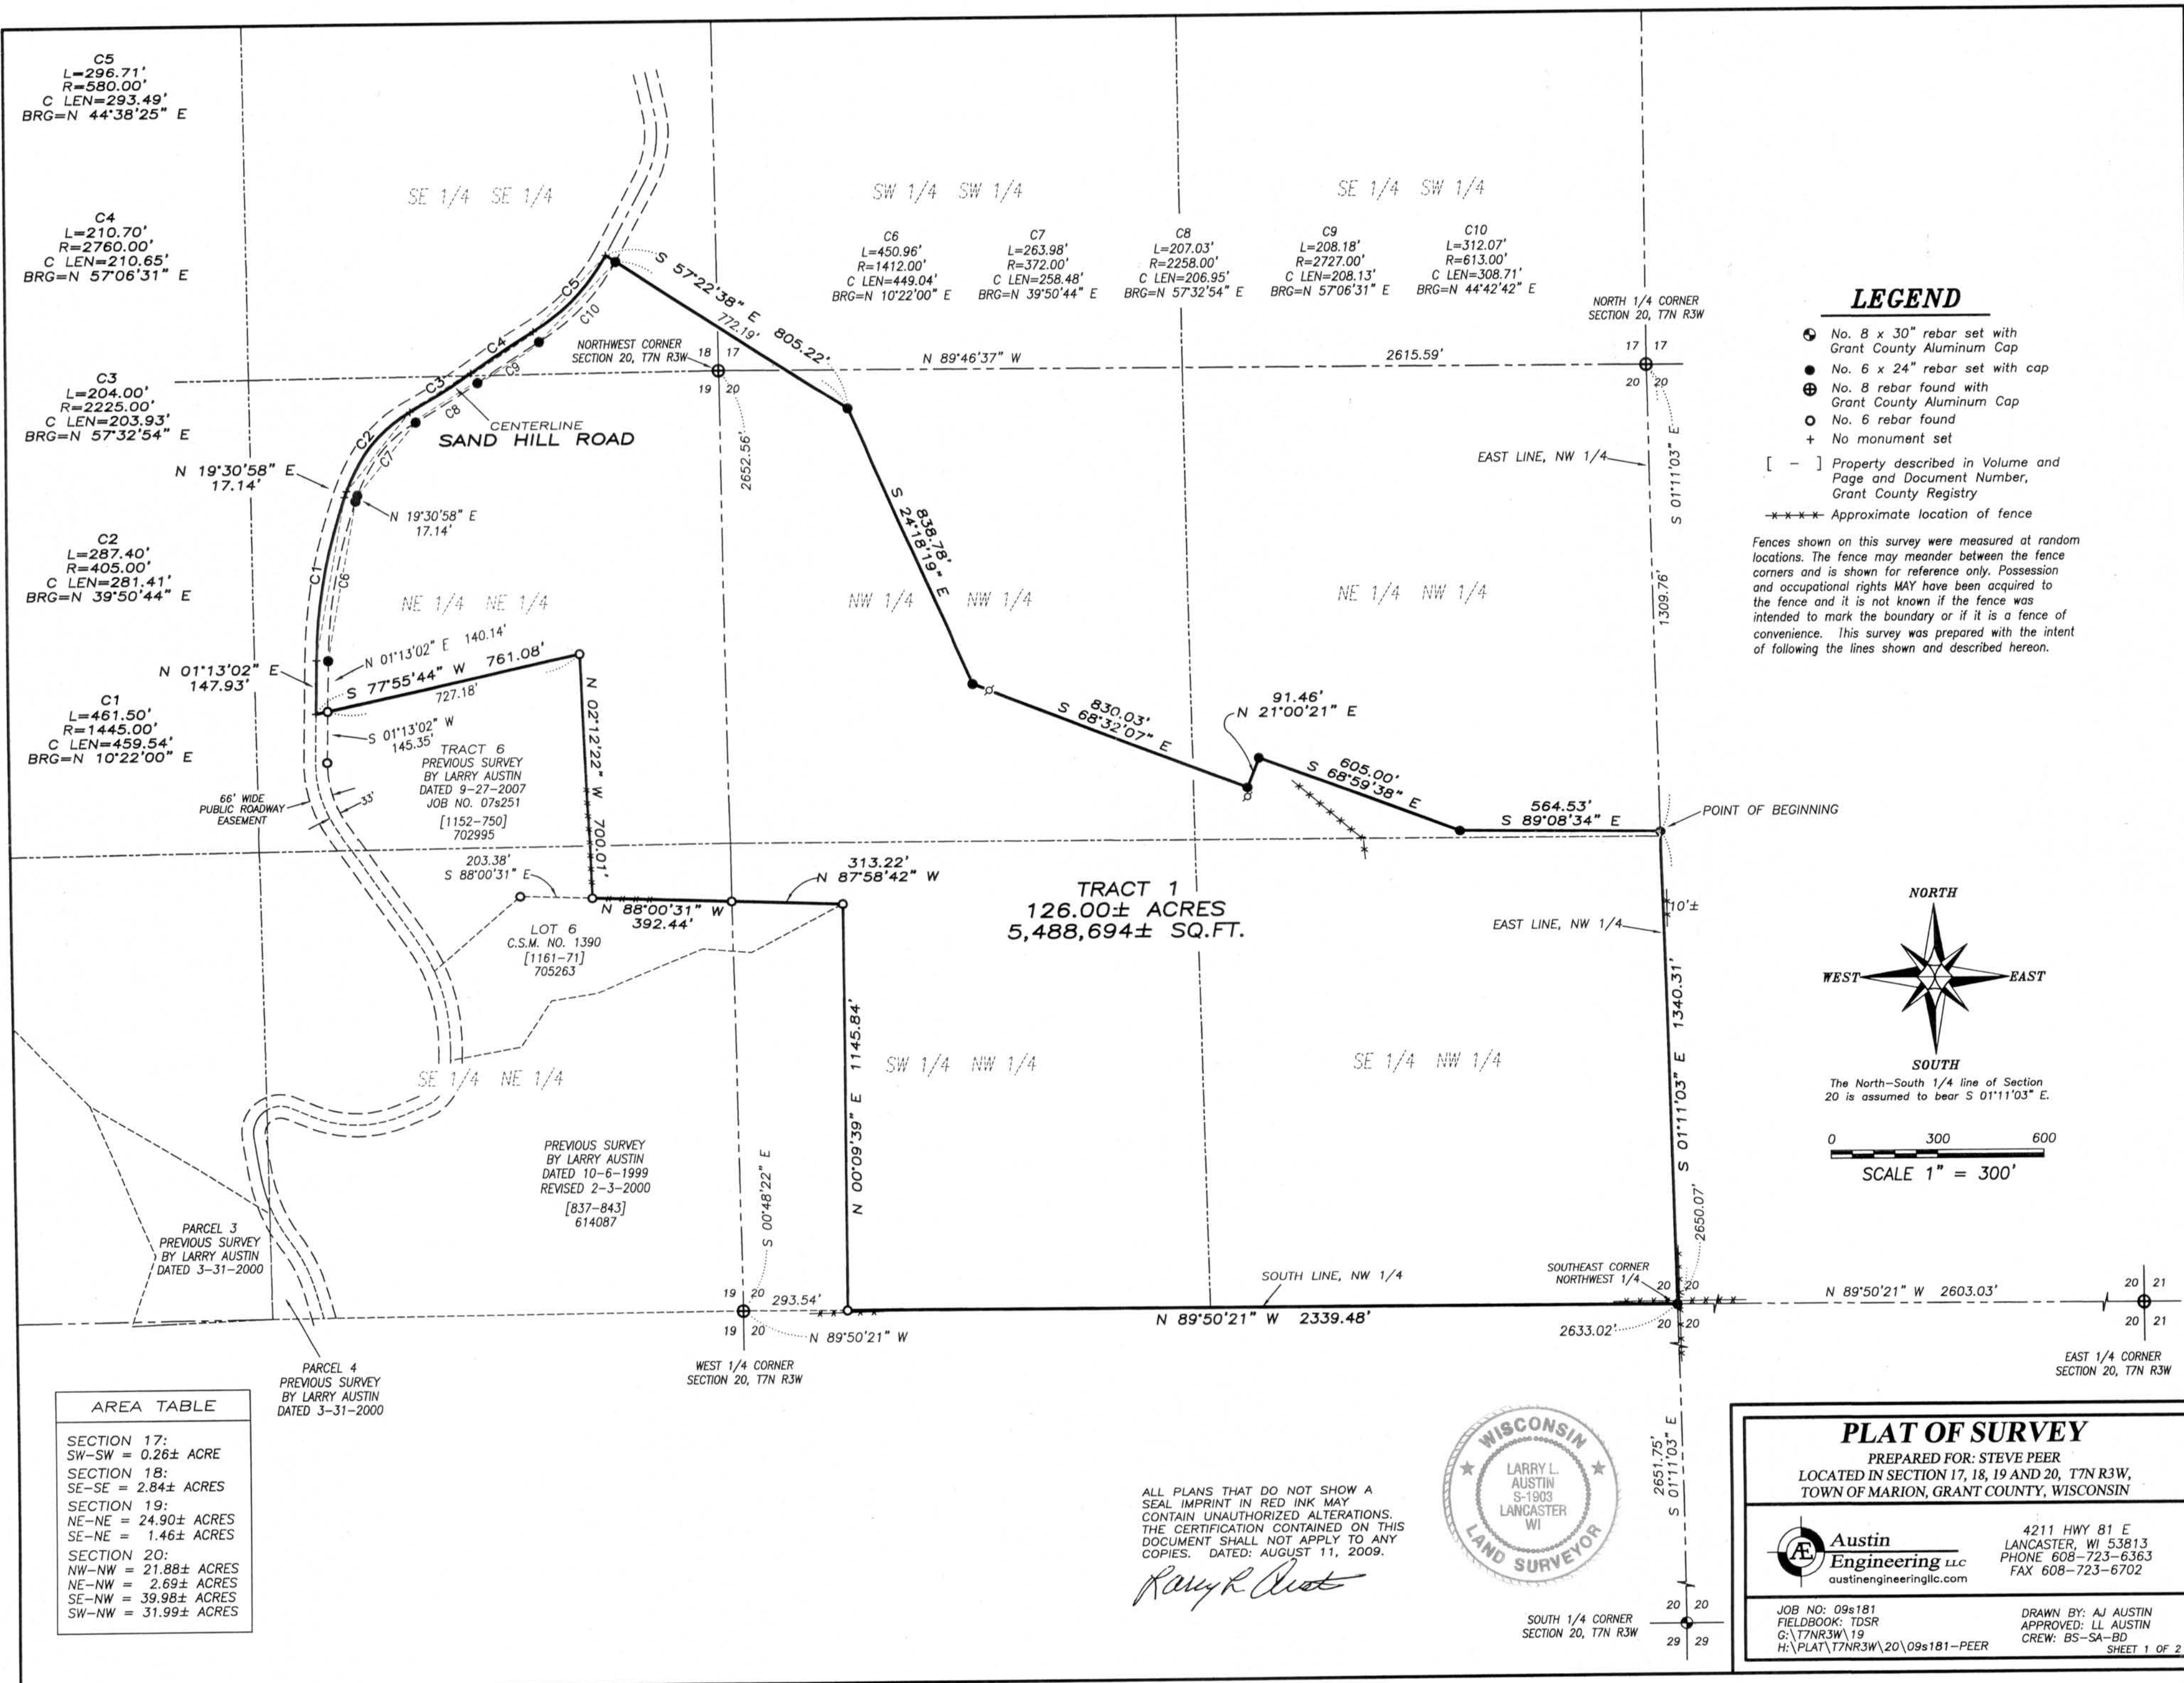 C5
L=296.71'
R=580.00'
C LEN=293.49'
BRG=N 44°38'25" E
C4
L=210.70'
R=2760.00'
C LEN=210.65'
BRG=N 57°06'31" E
C3
L=204.00'
R=2225.00'
C LEN=203.93'
BRG=N 57°32'54" E
N 19°30'58" E
17.14'
C2
L=287.40'
R=405.00'
C LEN=281.41'
BRG=N 39°50'44" E
N 01°13'02" E
147.93'
C1
L=461.50'
R=1445.00'
C LEN=459.54'
BRG=N 10°22'00" E
SE 1/4 SE 1/4
SW 1/4 SW 1/4
SE 1/4 SW 1/4
C6
L=450.96'
R=1412.00'
C LEN=449.04'
BRG=N 10°22'00" E
C7
L=263.98'
R=372.00'
C LEN=258.48'
BRG=N 39°50'44" E
C8
L=207.03'
R=2258.00'
C LEN=206.95'
BRG=N 57°32'54" E
C9
L=208.18'
R=2727.00'
C LEN=208.13'
BRG=N 57°06'31" E
C10
L=312.07'
R=613.00'
C LEN=308.71'
BRG=N 44°42'42" E
S 57°22'38" E 805.22'
772.19'
C5
C10
C4
C9
C3
C8
C2
C7
C1
C6
CENTERLINE
SAND HILL ROAD
NORTHWEST CORNER
SECTION 20, T7N R3W
18 17
19 20
N 89°46'37" W
2615.59'
NORTH 1/4 CORNER
SECTION 20, T7N R3W
17 17
20 20
2652.56'
EAST LINE, NW 1/4
S 01°11'03" E
1309.76'
N 19°30'58" E
17.14'
NE 1/4 NE 1/4
NW 1/4 NW 1/4
NE 1/4 NW 1/4
838.78'
S 24°18'19" E
N 01°13'02" E 140.14'
S 77°55'44" W 761.08'
727.18'
S 01°13'02" W
145.35'
N 02°12'22" W 700.01'
830.03'
S 68°32'07" E
91.46'
N 21°00'21" E
605.00'
S 68°59'38" E
564.53'
S 89°08'34" E
POINT OF BEGINNING
TRACT 6
PREVIOUS SURVEY
BY LARRY AUSTIN
DATED 9-27-2007
JOB NO. 07s251
[1152-750]
702995
66' WIDE
PUBLIC ROADWAY
EASEMENT
33'
203.38'
S 88°00'31" E
N 88°00'31" W
392.44'
313.22'
N 87°58'42" W
LOT 6
C.S.M. NO. 1390
[1161-71]
705263
TRACT 1
126.00± ACRES
5,488,694± SQ.FT.
EAST LINE, NW 1/4
10'±
S 01°11'03" E 1340.31'
N 00°09'39" E 1145.84'
SE 1/4 NE 1/4
SW 1/4 NW 1/4
SE 1/4 NW 1/4
PREVIOUS SURVEY
BY LARRY AUSTIN
DATED 10-6-1999
REVISED 2-3-2000
[837-843]
614087
S 00°48'22" E
2650.07'
PARCEL 3
PREVIOUS SURVEY
BY LARRY AUSTIN
DATED 3-31-2000
PARCEL 4
PREVIOUS SURVEY
BY LARRY AUSTIN
DATED 3-31-2000
19 20
19 20
293.54'
N 89°50'21" W
WEST 1/4 CORNER
SECTION 20, T7N R3W
SOUTH LINE, NW 1/4
N 89°50'21" W 2339.48'
SOUTHEAST CORNER
NORTHWEST 1/4
20 20
20 20
2633.02'
N 89°50'21" W 2603.03'
20 21
20 21
EAST 1/4 CORNER
SECTION 20, T7N R3W
2651.75'
S 01°11'03" E
SOUTH 1/4 CORNER
SECTION 20, T7N R3W
20 20
29 29
LEGEND
No. 8 x 30" rebar set with
Grant County Aluminum Cap
No. 6 x 24" rebar set with cap
No. 8 rebar found with
Grant County Aluminum Cap
No. 6 rebar found
+ No monument set
[ - ] Property described in Volume and
Page and Document Number,
Grant County Registry
Approximate location of fence
Fences shown on this survey were measured at random
locations. The fence may meander between the fence
corners and is shown for reference only. Possession
and occupational rights MAY have been acquired to
the fence and it is not known if the fence was
intended to mark the boundary or if it is a fence of
convenience. This survey was prepared with the intent
of following the lines shown and described hereon.
NORTH
WEST
EAST
SOUTH
The North-South 1/4 line of Section
20 is assumed to bear S 01°11'03" E.
0 300 600
SCALE 1" = 300'
AREA TABLE
SECTION 17:
SW-SW = 0.26± ACRE
SECTION 18:
SE-SE = 2.84± ACRES
SECTION 19:
NE-NE = 24.90± ACRES
SE-NE = 1.46± ACRES
SECTION 20:
NW-NW = 21.88± ACRES
NE-NW = 2.69± ACRES
SE-NW = 39.98± ACRES
SW-NW = 31.99± ACRES
ALL PLANS THAT DO NOT SHOW A
SEAL IMPRINT IN RED INK MAY
CONTAIN UNAUTHORIZED ALTERATIONS.
THE CERTIFICATION CONTAINED ON THIS
DOCUMENT SHALL NOT APPLY TO ANY
COPIES. DATED: AUGUST 11, 2009.
Larry L Aust
WISCONSIN
LARRY L.
AUSTIN
S-1903
LANCASTER
WI
LAND SURVEYOR
PLAT OF SURVEY
PREPARED FOR: STEVE PEER
LOCATED IN SECTION 17, 18, 19 AND 20, T7N R3W,
TOWN OF MARION, GRANT COUNTY, WISCONSIN
AE
Austin
Engineering LLC
austinengineeringllc.com
4211 HWY 81 E
LANCASTER, WI 53813
PHONE 608-723-6363
FAX 608-723-6702
JOB NO: 09s181
FIELDBOOK: TDSR
G:\T7NR3W\19
H:\PLAT\T7NR3W\20\09s181-PEER
DRAWN BY: AJ AUSTIN
APPROVED: LL AUSTIN
CREW: BS-SA-BD
SHEET 1 OF 2